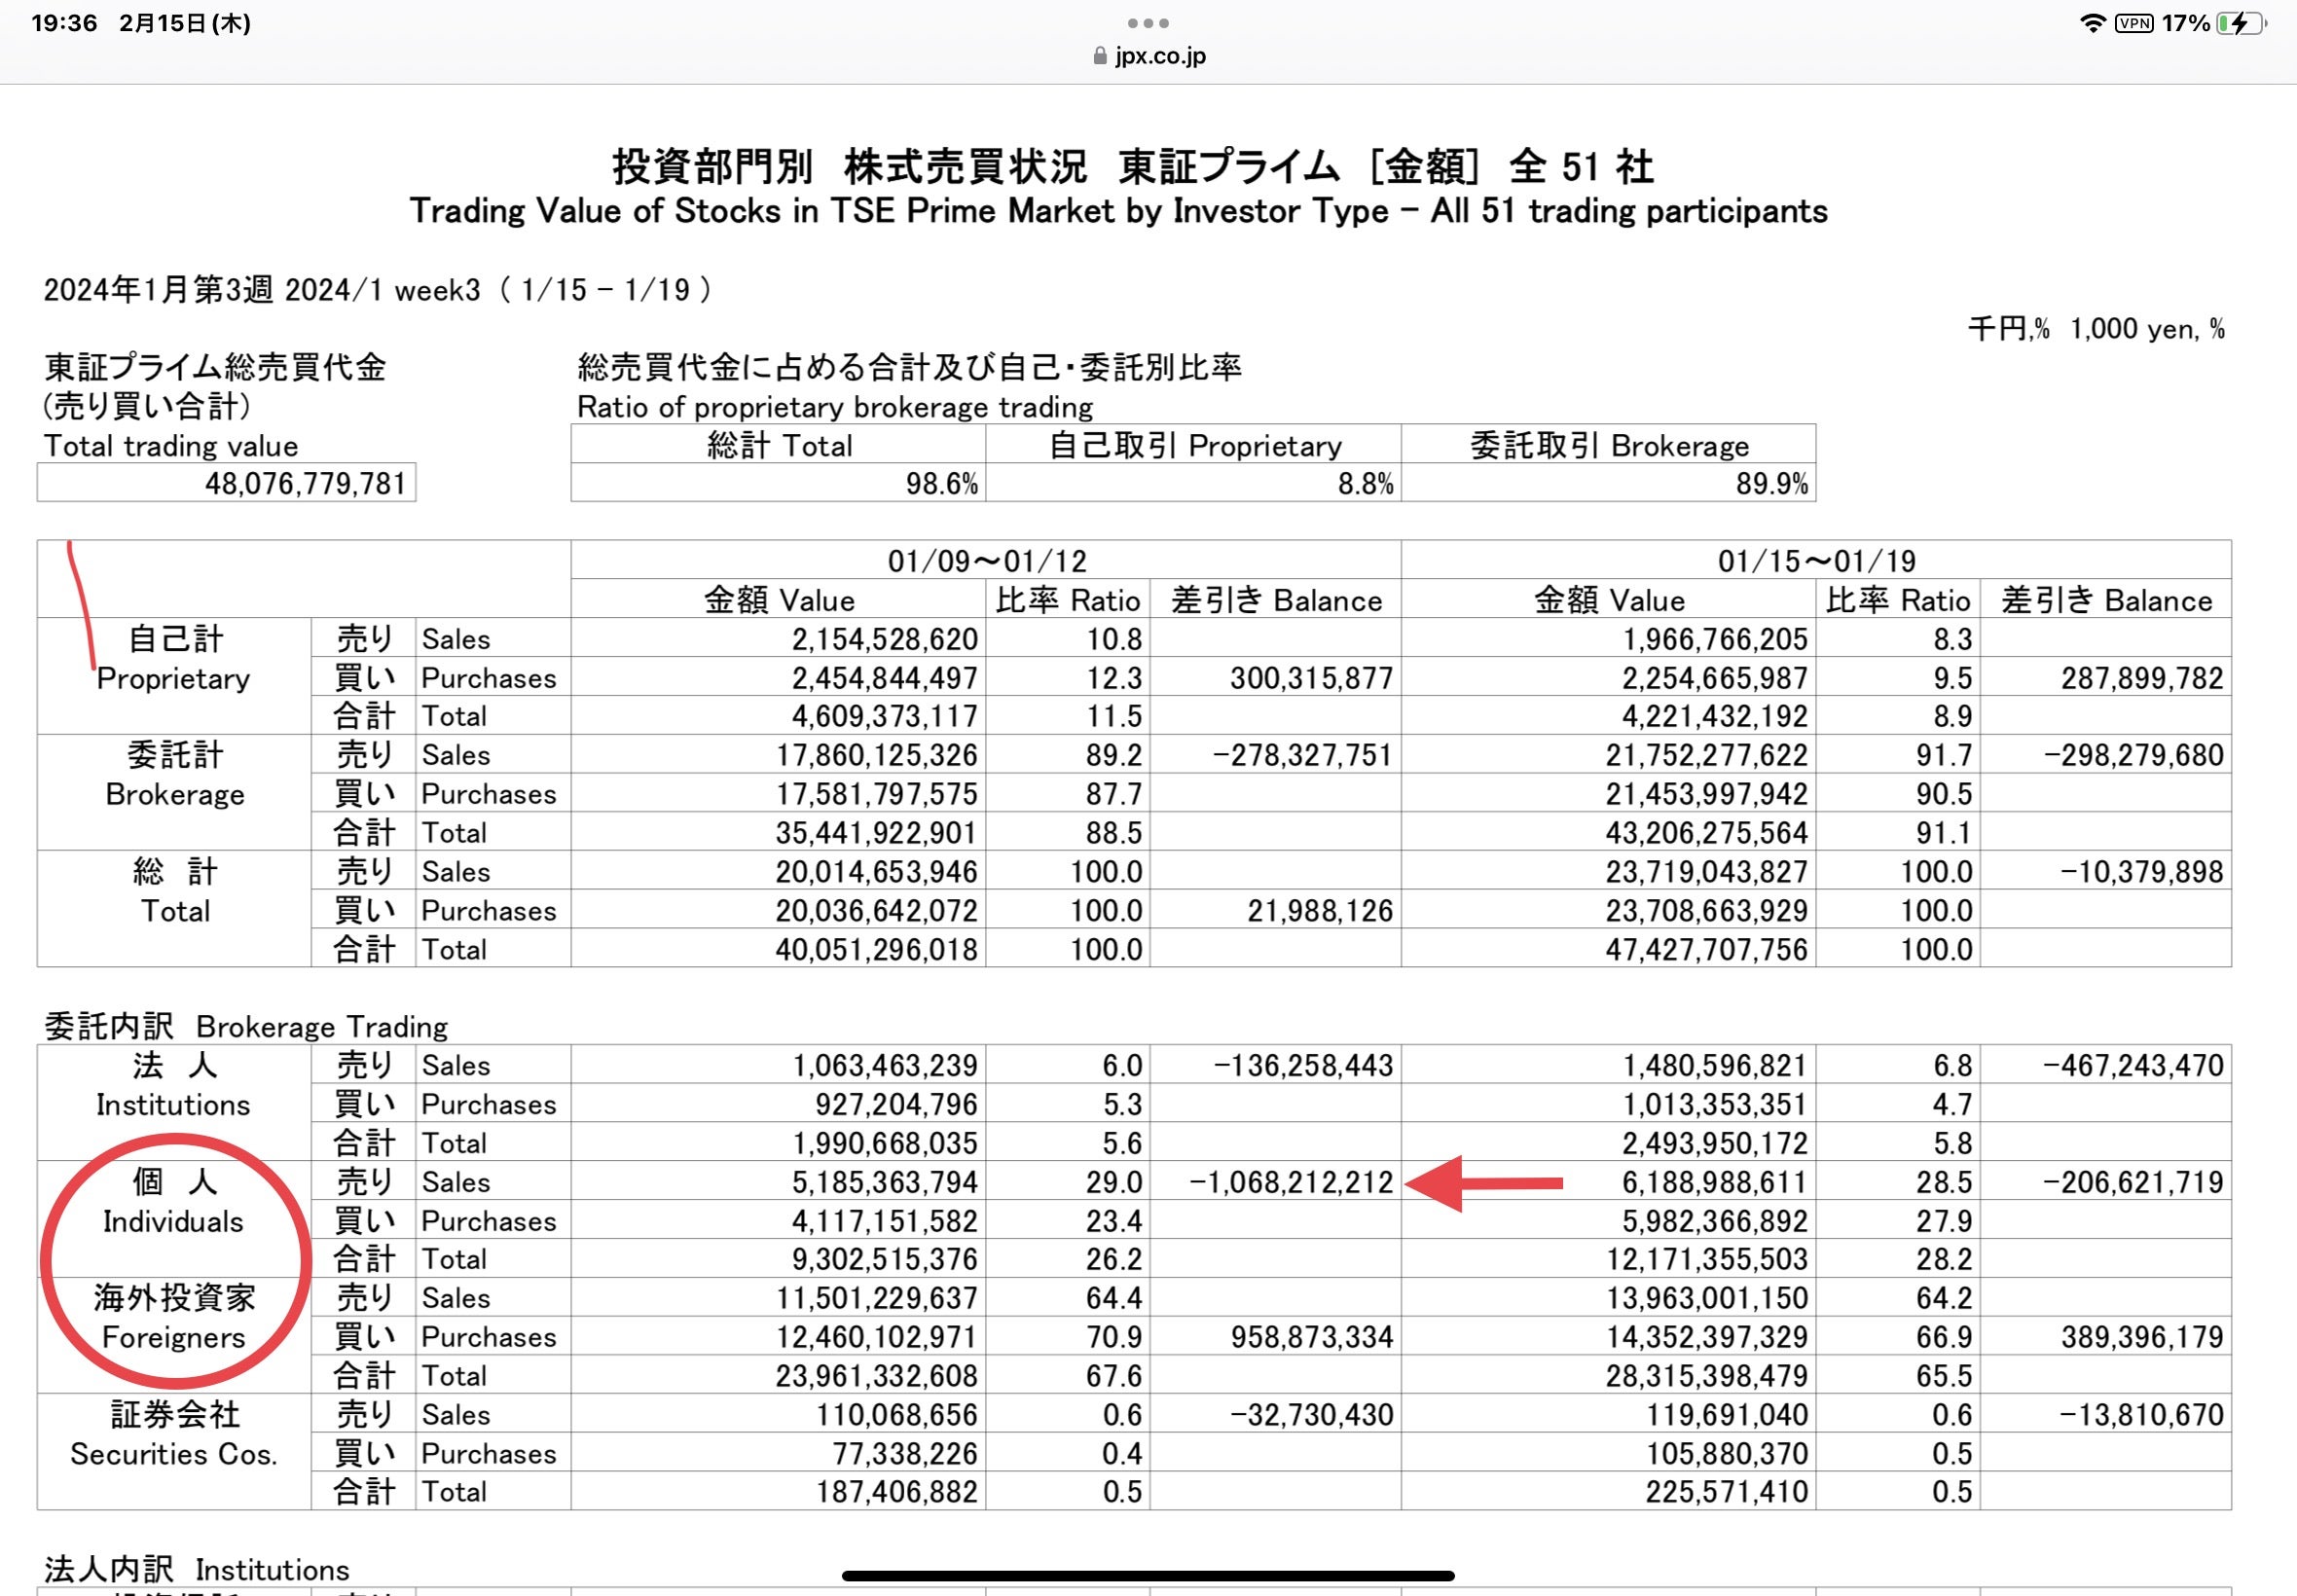 19:36 2月15日(木)
VPN 17%
jpx.co.jp
投資部門別 株式売買状況 東証プライム [金額] 全 51 社
Trading Value of Stocks in TSE Prime Market by Investor Type - All 51 trading participants
2024年1月第3週 2024/1 week3 ( 1/15 - 1/19 )
千円,% 1,000 yen, %
東証プライム総売買代金
(売り買い合計)
Total trading value
48,076,779,781
総売買代金に占める合計及び自己・委託別比率
Ratio of proprietary brokerage trading
総計 Total 自己取引 Proprietary 委託取引 Brokerage
98.6% 8.8% 89.9%
01/09～01/12 01/15～01/19
金額 Value 比率 Ratio 差引き Balance 金額 Value 比率 Ratio 差引き Balance
自己計 売り Sales 2,154,528,620 10.8 1,966,766,205 8.3
Proprietary 買い Purchases 2,454,844,497 12.3 300,315,877 2,254,665,987 9.5 287,899,782
合計 Total 4,609,373,117 11.5 4,221,432,192 8.9
委託計 売り Sales 17,860,125,326 89.2 -278,327,751 21,752,277,622 91.7 -298,279,680
Brokerage 買い Purchases 17,581,797,575 87.7 21,453,997,942 90.5
合計 Total 35,441,922,901 88.5 43,206,275,564 91.1
総 計 売り Sales 20,014,653,946 100.0 23,719,043,827 100.0 -10,379,898
Total 買い Purchases 20,036,642,072 100.0 21,988,126 23,708,663,929 100.0
合計 Total 40,051,296,018 100.0 47,427,707,756 100.0
委託内訳 Brokerage Trading
法 人 売り Sales 1,063,463,239 6.0 -136,258,443 1,480,596,821 6.8 -467,243,470
Institutions 買い Purchases 927,204,796 5.3 1,013,353,351 4.7
合計 Total 1,990,668,035 5.6 2,493,950,172 5.8
個 人 売り Sales 5,185,363,794 29.0 -1,068,212,212 6,188,988,611 28.5 -206,621,719
Individuals 買い Purchases 4,117,151,582 23.4 5,982,366,892 27.9
合計 Total 9,302,515,376 26.2 12,171,355,503 28.2
海外投資家 売り Sales 11,501,229,637 64.4 13,963,001,150 64.2
Foreigners 買い Purchases 12,460,102,971 70.9 958,873,334 14,352,397,329 66.9 389,396,179
合計 Total 23,961,332,608 67.6 28,315,398,479 65.5
証券会社 売り Sales 110,068,656 0.6 -32,730,430 119,691,040 0.6 -13,810,670
Securities Cos. 買い Purchases 77,338,226 0.4 105,880,370 0.5
合計 Total 187,406,882 0.5 225,571,410 0.5
法人内訳 Institutions